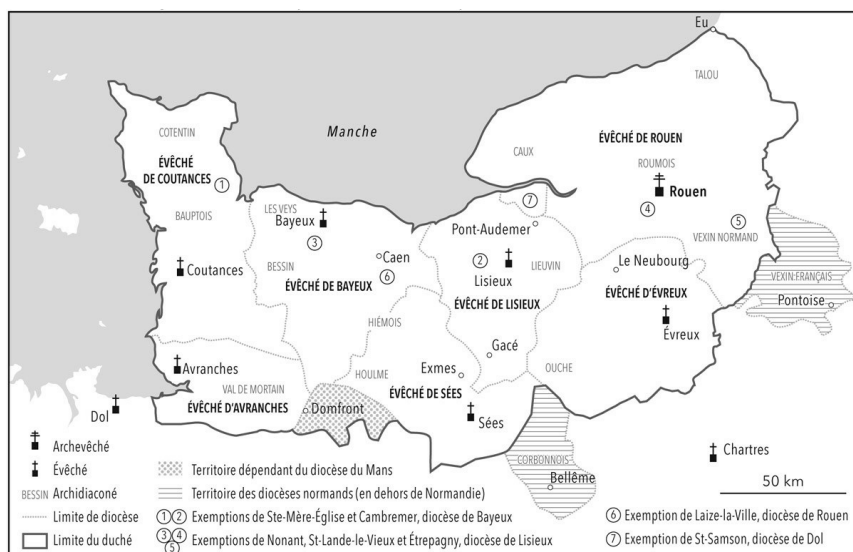 Eu
TALOU
COTENTIN
Manche
ÉVÊCHÉ
DE COUTANCES
1
CAUX
ÉVÊCHÉ DE ROUEN
ROUMOIS
Rouen
7
4
5
BAUPTOIS
LES VEYS
Bayeux
3
Pont-Audemer
VEXIN NORMAND
BESSIN
Caen
6
2
Lisieux
LIEUVIN
Le Neubourg
VEXIN FRANÇAIS
Pontoise
Coutances
ÉVÊCHÉ DE BAYEUX
ÉVÊCHÉ DE LISIEUX
ÉVÊCHÉ D'ÉVREUX
Évreux
HIÉMOIS
Gacé
Avranches
HOULME
Exmes
OUCHE
VAL DE MORTAIN
ÉVÊCHÉ DE SÉES
ÉVÊCHÉ D'AVRANCHES
Domfront
Dol
Sées
Chartres
CORBONNOIS
Bellême
50 km
Archevêché
Évêché
BESSIN Archidiaconé
Limite de diocèse
Limite du duché
Territoire dépendant du diocèse du Mans
Territoire des diocèses normands (en dehors de Normandie)
1 2 Exemptions de Ste-Mère-Église et Cambremer, diocèse de Bayeux
3 4 5 Exemptions de Nonant, St-Lande-le-Vieux et Étrepagny, diocèse de Lisieux
6 Exemption de Laize-la-Ville, diocèse de Rouen
7 Exemption de St-Samson, diocèse de Dol